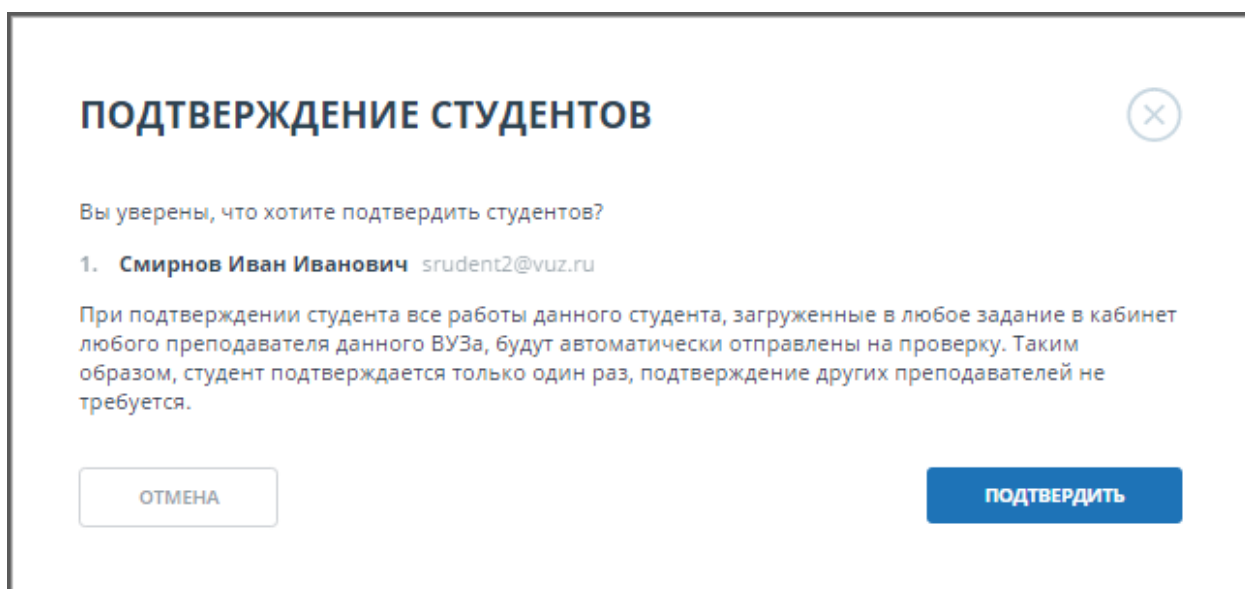 ПОДТВЕРЖДЕНИЕ СТУДЕНТОВ
Вы уверены, что хотите подтвердить студентов?
1. Смирнов Иван Иванович srudent2@vuz.ru
При подтверждении студента все работы данного студента, загруженные в любое задание в кабинет
любого преподавателя данного ВУЗа, будут автоматически отправлены на проверку. Таким
образом, студент подтверждается только один раз, подтверждение других преподавателей не
требуется.
ОТМЕНА
ПОДТВЕРДИТЬ